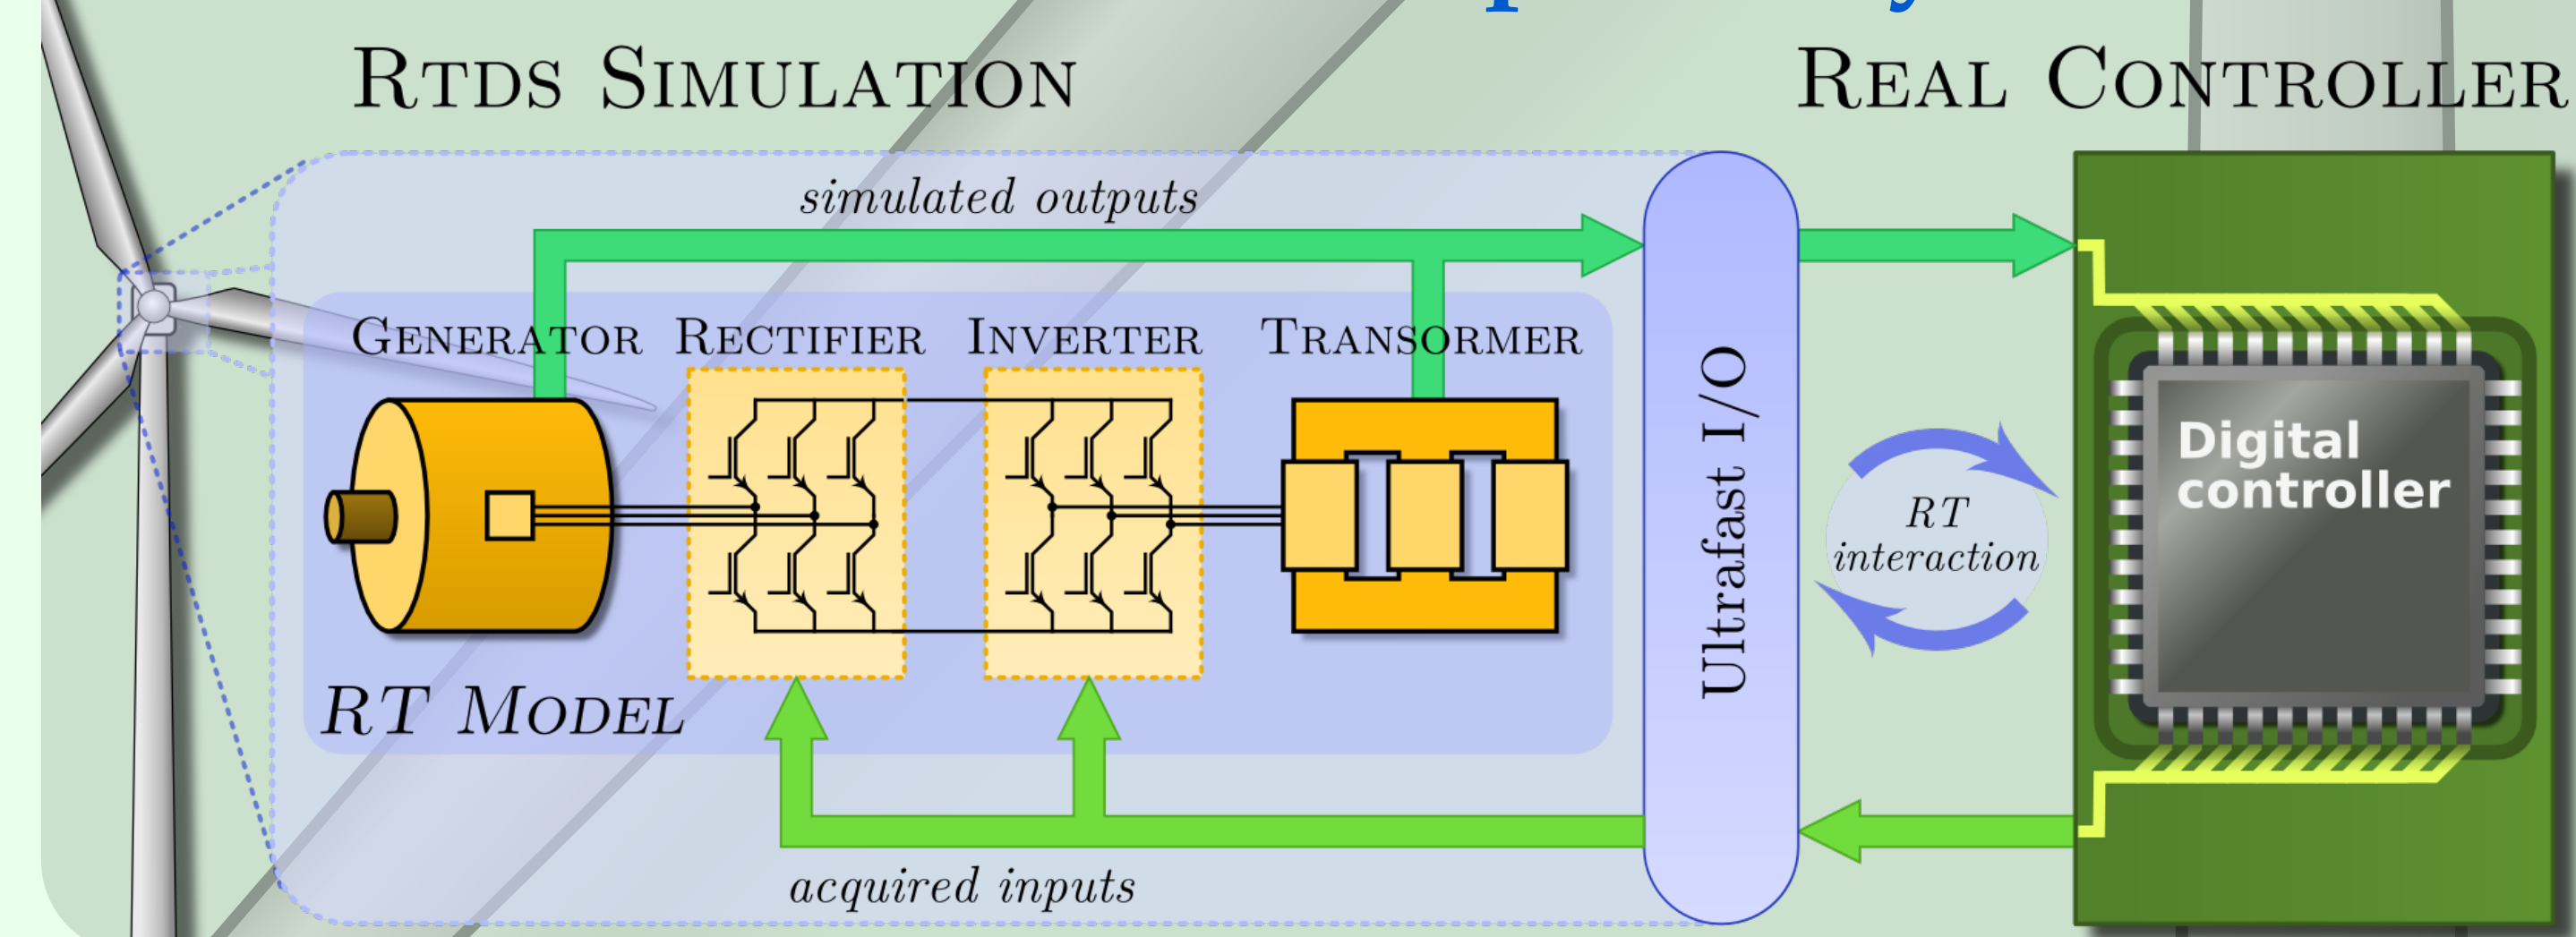 RTDS SIMULATION
REAL CONTROLLER
simulated outputs
GENERATOR RECTIFIER INVERTER TRANSORMER
Ultrafast I/O
Digital
controller
RT
interaction
RT MODEL
acquired inputs